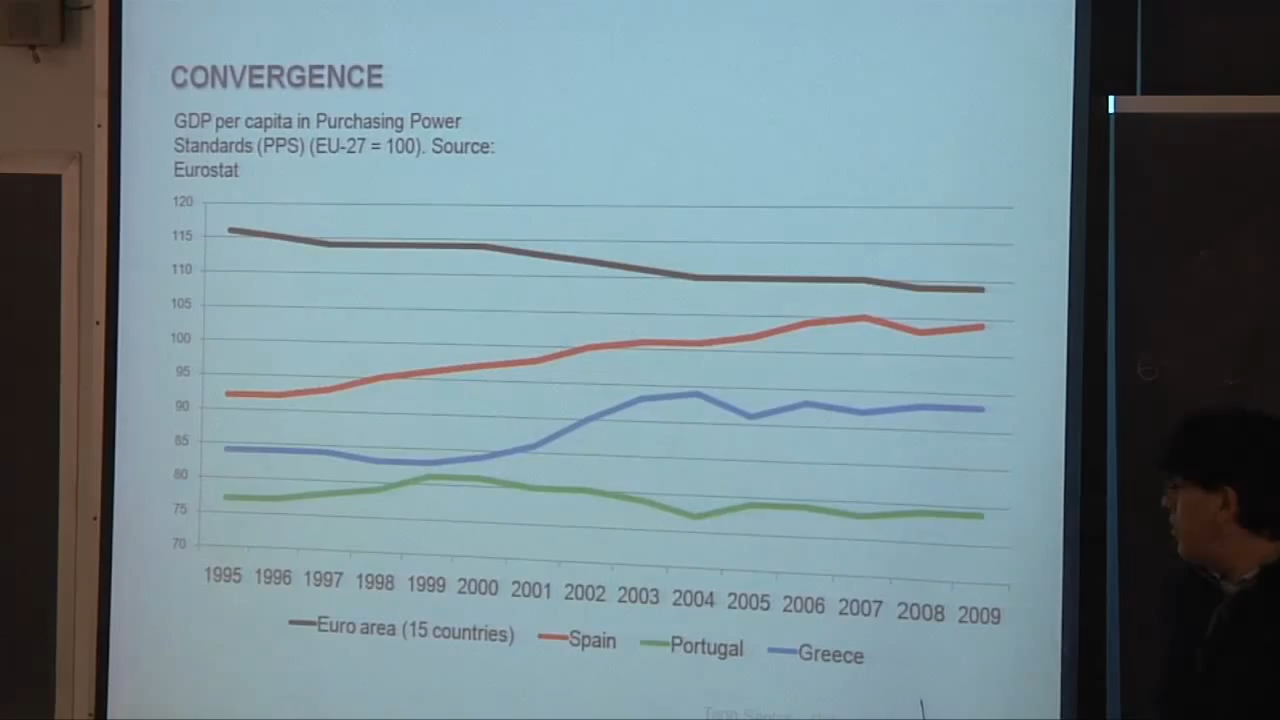 CONVERGENCE
GDP per capita in Purchasing Power
Standards (PPS) (EU-27 = 100). Source:
Eurostat
120
115
110
105
100
95
90
85
80
75
70
1995 1996 1997 1998 1999 2000 2001 2002 2003 2004 2005 2006 2007 2008 2009
Euro area (15 countries) Spain Portugal Greece